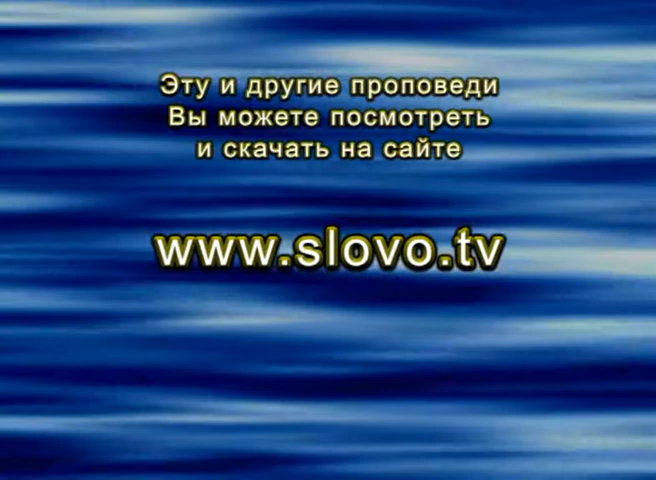 Эту и другие проповеди
Вы можете посмотреть
и скачать на сайте
www.slovo.tv